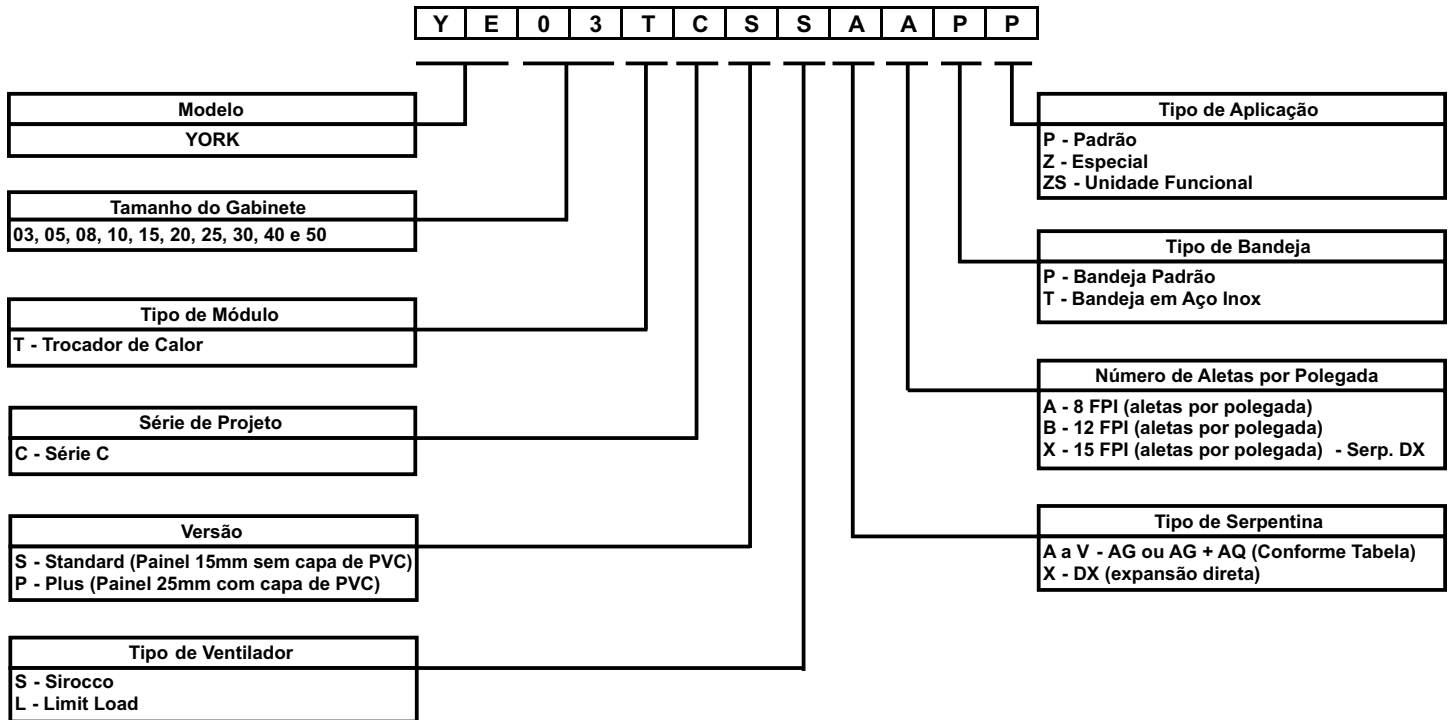 Y E 0 3 T C S S A A P P
Modelo
YORK
Tamanho do Gabinete
03, 05, 08, 10, 15, 20, 25, 30, 40 e 50
Tipo de Módulo
T - Trocador de Calor
Série de Projeto
C - Série C
Versão
S - Standard (Painel 15mm sem capa de PVC)
P - Plus (Painel 25mm com capa de PVC)
Tipo de Ventilador
S - Sirocco
L - Limit Load
Tipo de Aplicação
P - Padrão
Z - Especial
ZS - Unidade Funcional
Tipo de Bandeja
P - Bandeja Padrão
T - Bandeja em Aço Inox
Número de Aletas por Polegada
A - 8 FPI (aletas por polegada)
B - 12 FPI (aletas por polegada)
X - 15 FPI (aletas por polegada) - Serp. DX
Tipo de Serpentina
A a V - AG ou AG + AQ (Conforme Tabela)
X - DX (expansão direta)